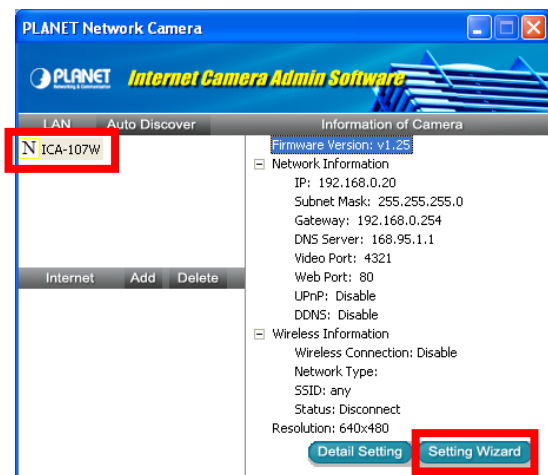 PLANET Network Camera
PLANET
Networking & Communication
Internet Camera Admin Software
LAN Auto Discover
Information of Camera
N ICA-107W
Firmware Version: v1.25
Network Information
IP: 192.168.0.20
Subnet Mask: 255.255.255.0
Gateway: 192.168.0.254
DNS Server: 168.95.1.1
Video Port: 4321
Web Port: 80
UPnP: Disable
DDNS: Disable
Internet Add Delete
Wireless Information
Wireless Connection: Disable
Network Type:
SSID: any
Status: Disconnect
Resolution: 640x480
Detail Setting Setting Wizard